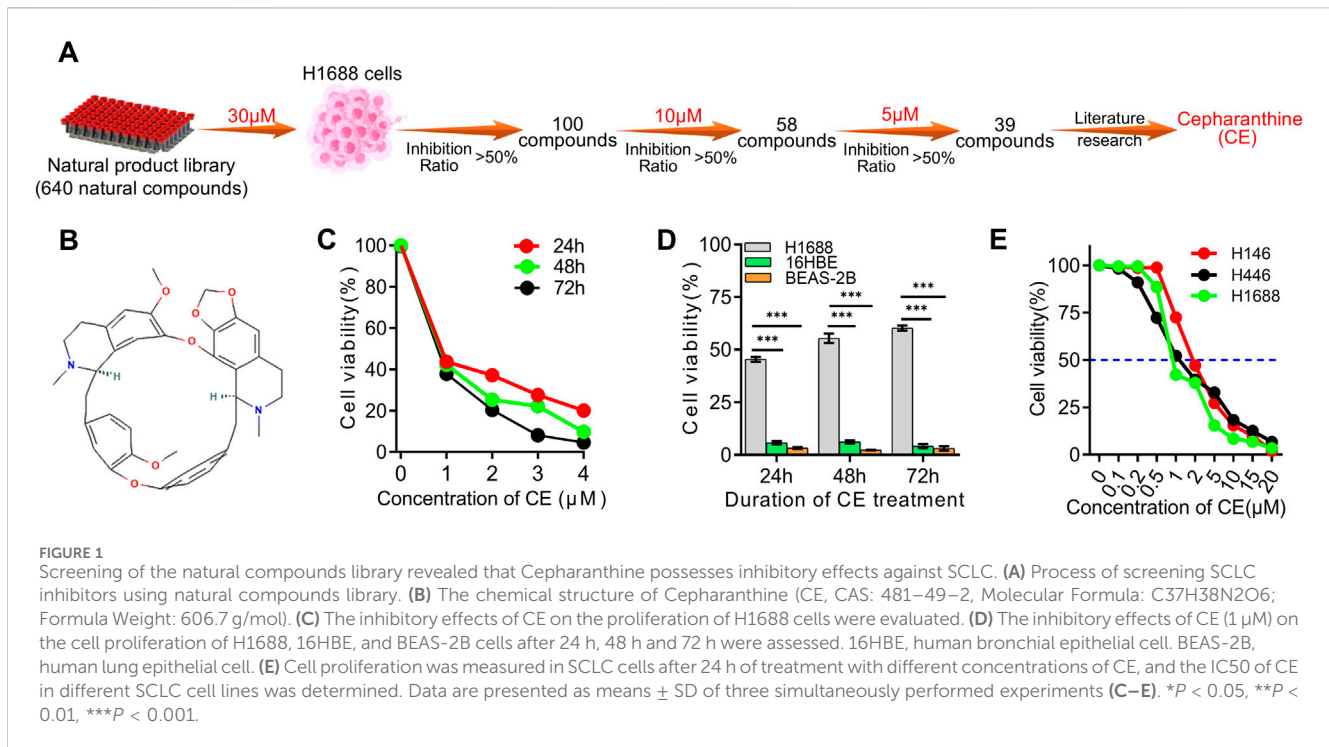 A
H1688 cells
30μM
Natural product library
(640 natural compounds)
Inhibition
Ratio >50%
100
compounds
10μM
Inhibition
Ratio >50%
58
compounds
5μM
Inhibition
Ratio >50%
39
compounds
Literature
research
Cepharanthine
(CE)
B
O
O
O
O
N
H
H
N
O
O
C
Cell viability(%)
100
80
60
40
20
0
24h
48h
72h
0 1 2 3 4
Concentration of CE (μM)
D
Cell viability(%)
100
75
50
25
0
H1688
16HBE
BEAS-2B
***
***
***
***
***
***
24h 48h 72h
Duration of CE treatment
E
Cell viability(%)
100
75
50
25
0
H146
H446
H1688
0 0.1 0.2 0.5 1 2 5 10 15 20
Concentration of CE(μM)
FIGURE 1
Screening of the natural compounds library revealed that Cepharanthine possesses inhibitory effects against SCLC. (A) Process of screening SCLC
inhibitors using natural compounds library. (B) The chemical structure of Cepharanthine (CE, CAS: 481–49–2, Molecular Formula: C37H38N2O6;
Formula Weight: 606.7 g/mol). (C) The inhibitory effects of CE on the proliferation of H1688 cells were evaluated. (D) The inhibitory effects of CE (1 μM) on
the cell proliferation of H1688, 16HBE, and BEAS-2B cells after 24 h, 48 h and 72 h were assessed. 16HBE, human bronchial epithelial cell. BEAS-2B,
human lung epithelial cell. (E) Cell proliferation was measured in SCLC cells after 24 h of treatment with different concentrations of CE, and the IC50 of CE
in different SCLC cell lines was determined. Data are presented as means ± SD of three simultaneously performed experiments (C–E). *P < 0.05, **P <
0.01, ***P < 0.001.